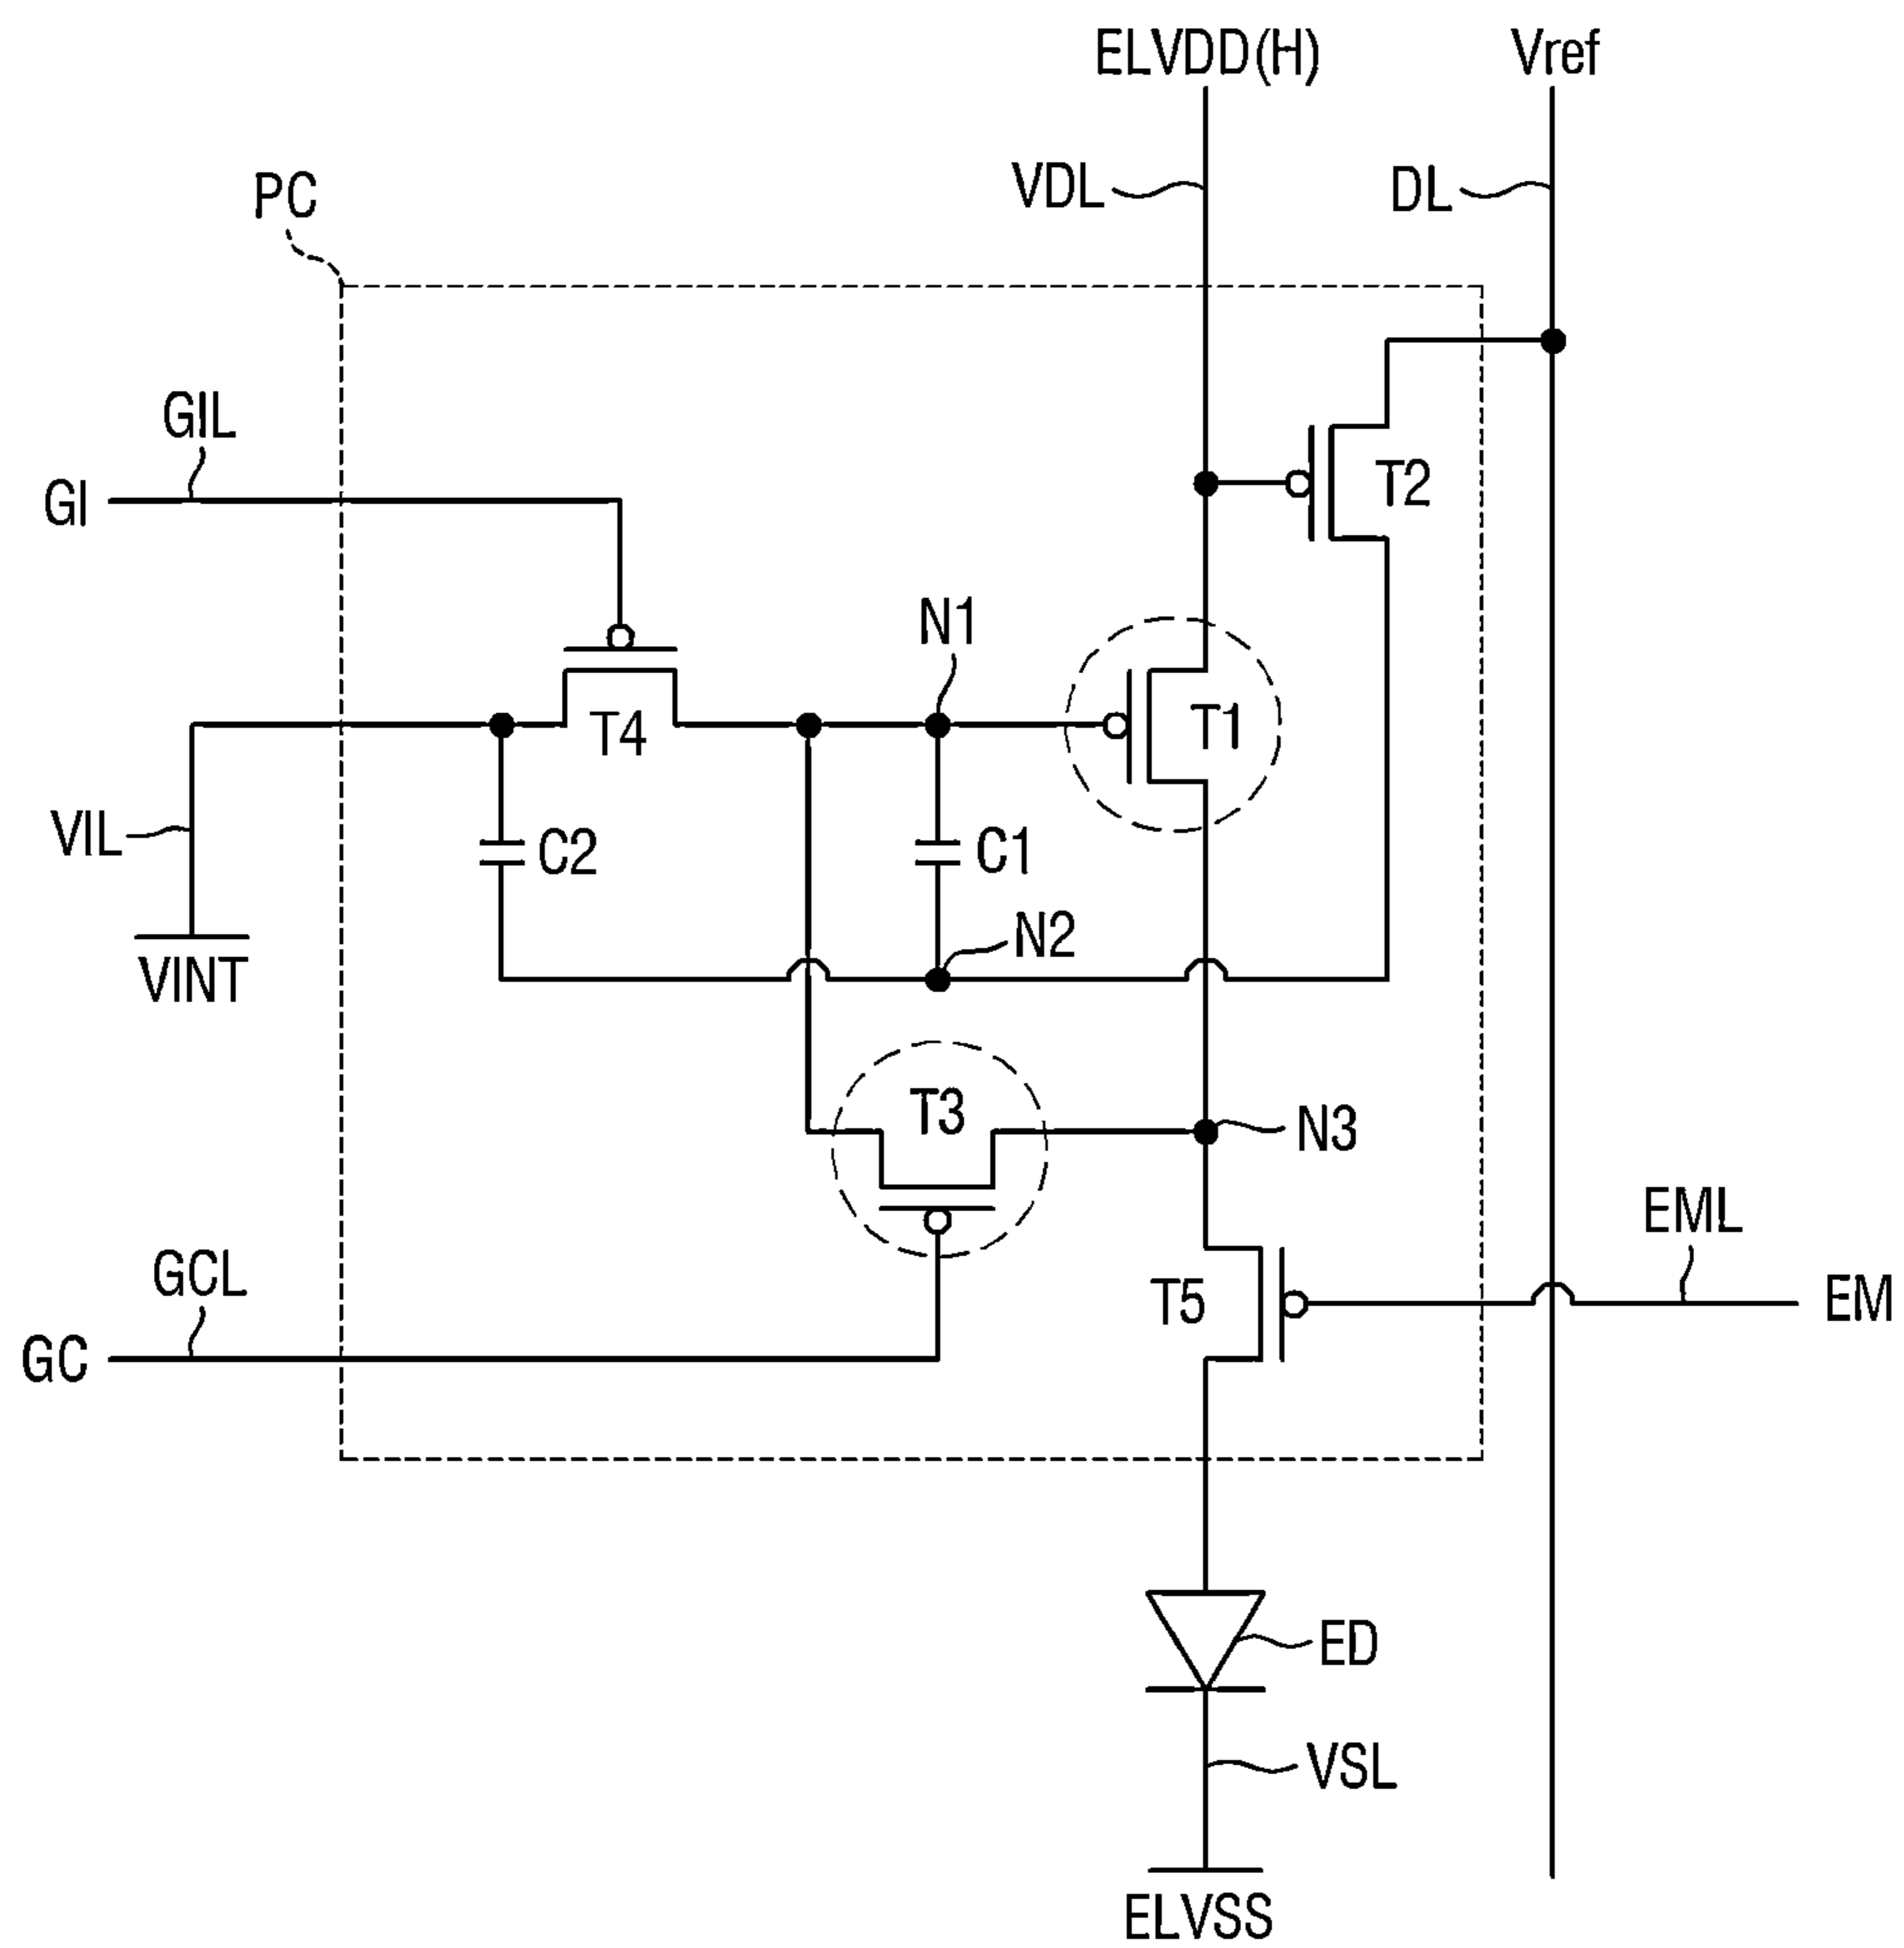 ELVDD(H)
Vref
VDL
DL
PC
GIL
GI
T2
N1
T1
T4
VIL
C2
C1
N2
VINT
T3
N3
EML
GCL
T5
EM
GC
ED
VSL
ELVSS